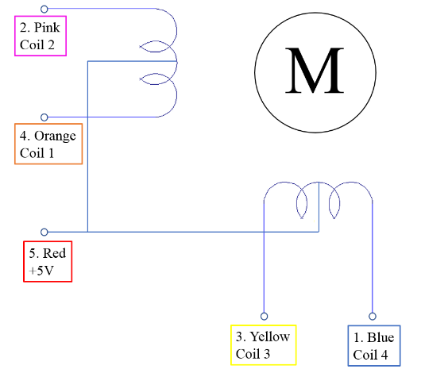 2. Pink
Coil 2
M
4. Orange
Coil 1
5. Red
+5V
3. Yellow
Coil 3
1. Blue
Coil 4